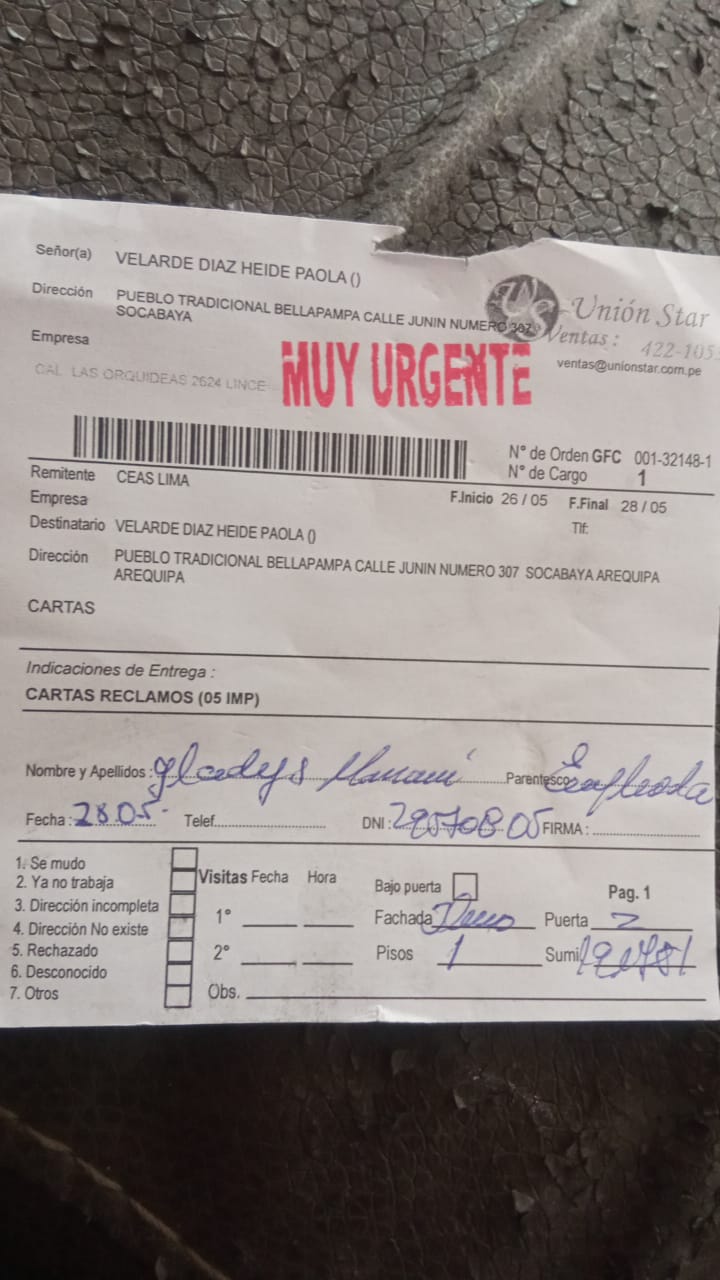 Señor(a) VELARDE DIAZ HEIDE PAOLA ()
Dirección PUEBLO TRADICIONAL BELLAPAMPA CALLE JUNIN NUMERO 307
SOCABAYA
Unión Star
Ventas : 422-105
ventas@unionstar.com.pe
Empresa
CAL. LAS ORQUIDEAS 2624 LINCE
MUY URGENTE
N° de Orden GFC 001-32148-1
N° de Cargo 1
Remitente CEAS LIMA
Empresa
F.Inicio 26 / 05 F.Final 28 / 05
Destinatario VELARDE DIAZ HEIDE PAOLA ()
Tlf:
Dirección PUEBLO TRADICIONAL BELLAPAMPA CALLE JUNIN NUMERO 307 SOCABAYA AREQUIPA
AREQUIPA
CARTAS
Indicaciones de Entrega :
CARTAS RECLAMOS (05 IMP)
Nombre y Apellidos : Gladys Mamani Parentesco
Fecha : 28.05 Telef. DNI : 29570805 FIRMA :
1. Se mudo
2. Ya no trabaja
3. Dirección incompleta
4. Dirección No existe
5. Rechazado
6. Desconocido
7. Otros
Visitas Fecha Hora
1°
2°
Obs.
Bajo puerta
Pag. 1
Fachada Puerta 2
Pisos 1 Sumi